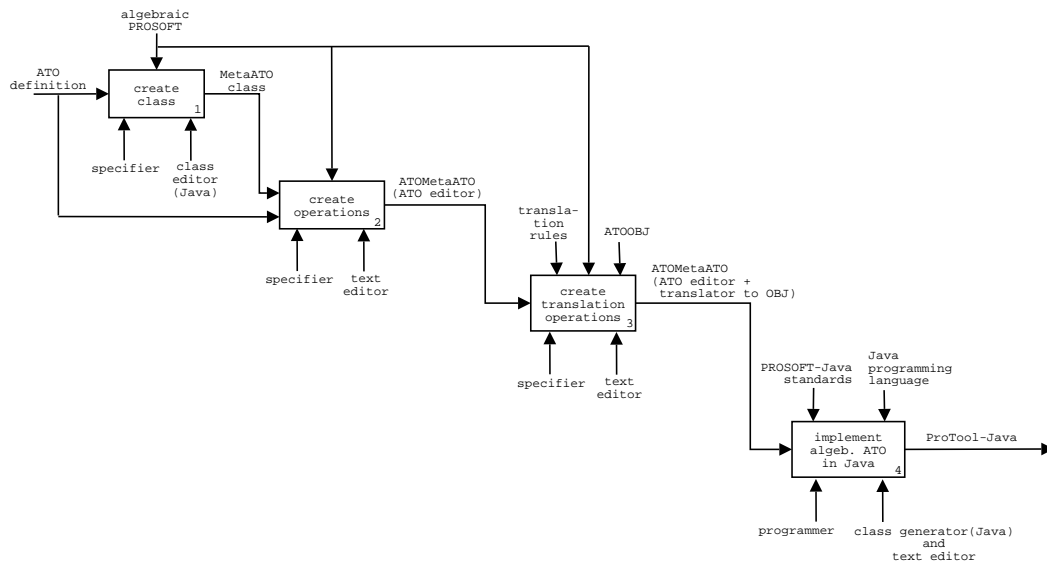 algebraic
PROSOFT
ATO
definition
create
class
1
MetaATO
class
specifier
class
editor
(Java)
create
operations
2
ATOMetaATO
(ATO editor)
specifier
text
editor
transla-
tion
rules
ATOOBJ
create
translation
operations
3
ATOMetaATO
(ATO editor +
translator to OBJ)
specifier
text
editor
PROSOFT-Java
standards
Java
programming
language
implement
algeb. ATO
in Java
4
ProTool-Java
programmer
class generator(Java)
and
text editor